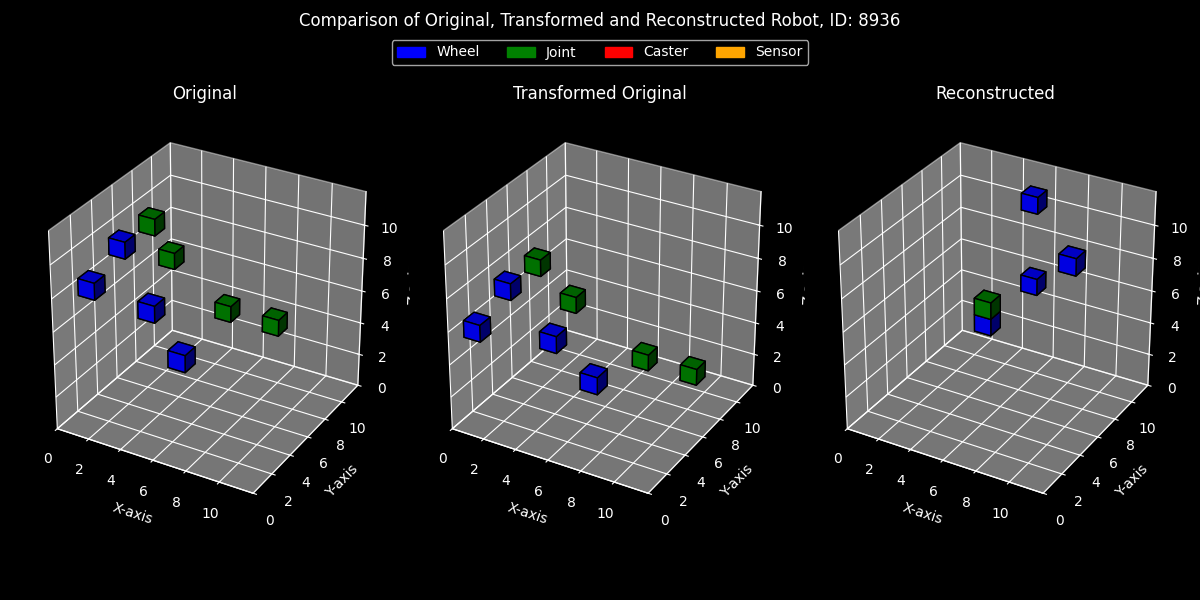 Comparison of Original, Transformed and Reconstructed Robot, ID: 8936
Wheel Joint Caster Sensor
Original Transformed Original Reconstructed
10 10 10
8 8 8
6 6 6
4 4 4
2 2 2
0 0 0
0 2 4 6 8 10 0 2 4 6 8 10 0 2 4 6 8 10
0 2 4 6 8 10 0 2 4 6 8 10 0 2 4 6 8 10
X-axis Y-axis X-axis Y-axis X-axis Y-axis